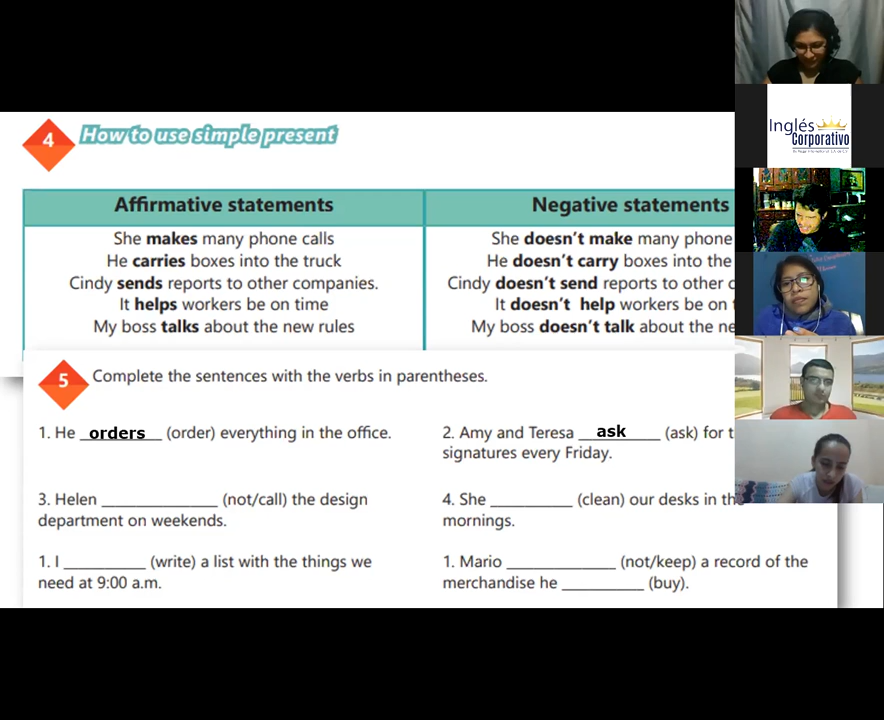 4 How to use simple present
Affirmative statements
She makes many phone calls
He carries boxes into the truck
Cindy sends reports to other companies.
It helps workers be on time
My boss talks about the new rules
Negative statements
She doesn't make many phone
He doesn't carry boxes into the
Cindy doesn't send reports to other
It doesn't help workers be on
My boss doesn't talk about the
5 Complete the sentences with the verbs in parentheses.
1. He orders (order) everything in the office.
2. Amy and Teresa ask (ask) for
signatures every Friday.
3. Helen ____________ (not/call) the design
department on weekends.
4. She _________ (clean) our desks in the
mornings.
1. I _________ (write) a list with the things we
need at 9:00 a.m.
1. Mario ____________ (not/keep) a record of the
merchandise he _________ (buy).
Inglés
Corporativo